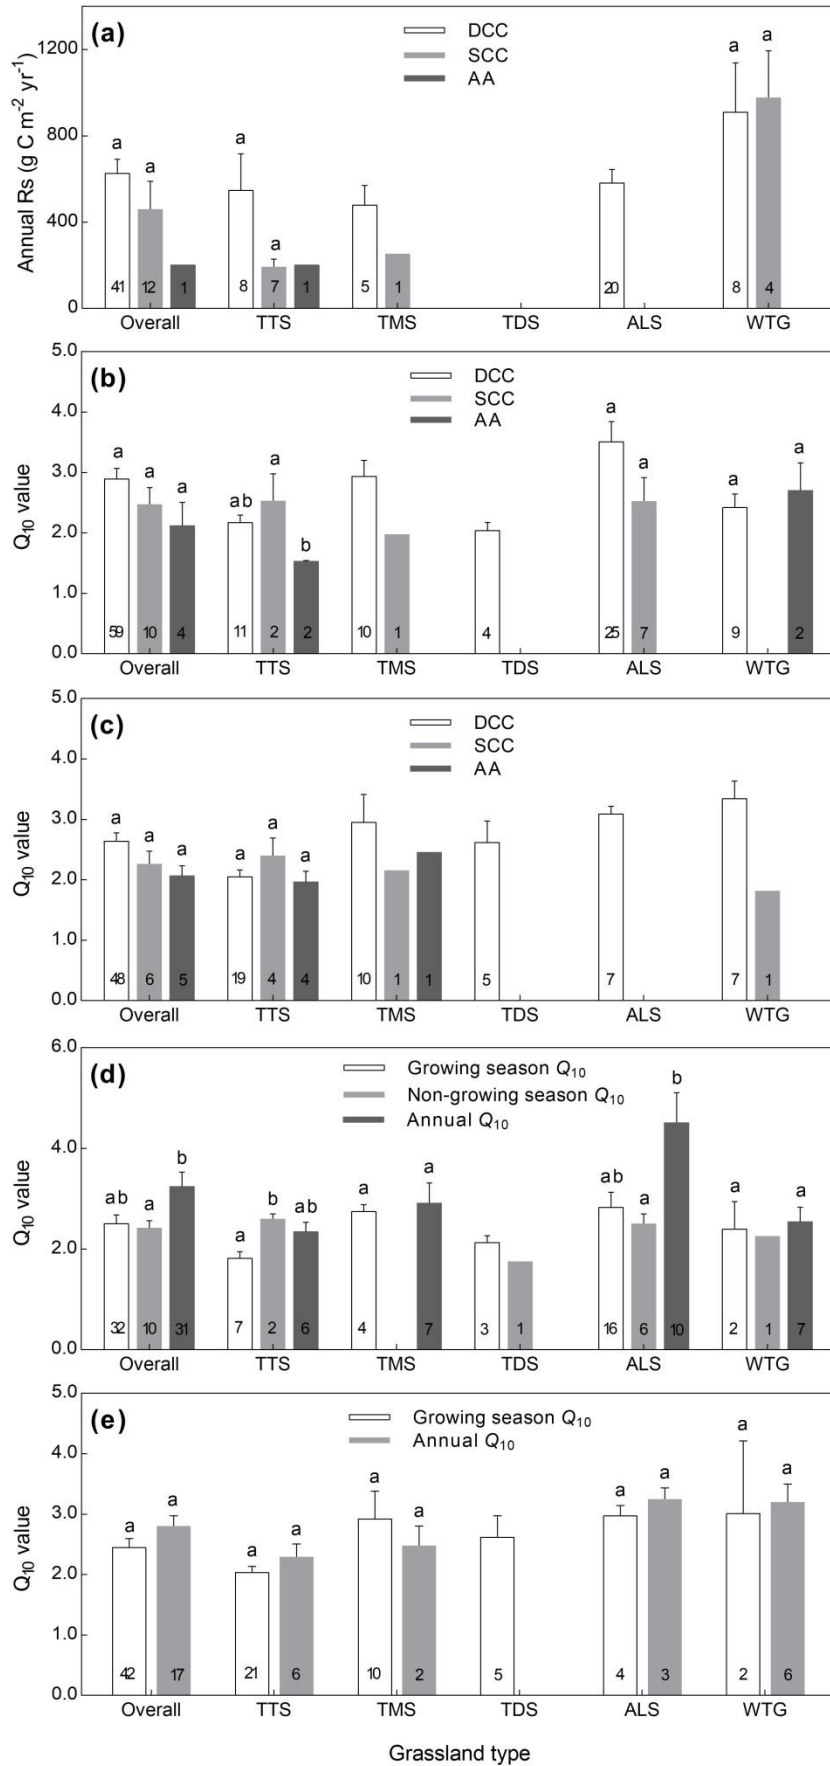 (a)
DCC
SCC
AA
Annual Rs (g C m⁻² yr⁻¹)
1200
800
400
0
a a a a a a
41 12 1 8 7 1 5 1 20 8 4
Overall TTS TMS TDS ALS WTG
(b)
DCC
SCC
AA
Q₁₀ value
5.0
4.0
3.0
2.0
1.0
0.0
a a a ab a b a a a a
59 10 4 11 2 2 10 1 4 25 7 9 2
Overall TTS TMS TDS ALS WTG
(c)
DCC
SCC
AA
Q₁₀ value
5.0
4.0
3.0
2.0
1.0
0.0
a a a a a a
48 6 5 19 4 4 10 1 1 5 7 7 1
Overall TTS TMS TDS ALS WTG
(d)
Growing season Q₁₀
Non-growing season Q₁₀
Annual Q₁₀
Q₁₀ value
6.0
4.0
2.0
0.0
ab a b a b ab a a ab a b a a
32 10 31 7 2 6 4 7 3 1 16 6 10 2 1 7
Overall TTS TMS TDS ALS WTG
(e)
Growing season Q₁₀
Annual Q₁₀
Q₁₀ value
5.0
4.0
3.0
2.0
1.0
0.0
a a a a a a a a a a
42 17 21 6 10 2 5 4 3 2 6
Overall TTS TMS TDS ALS WTG
Grassland type